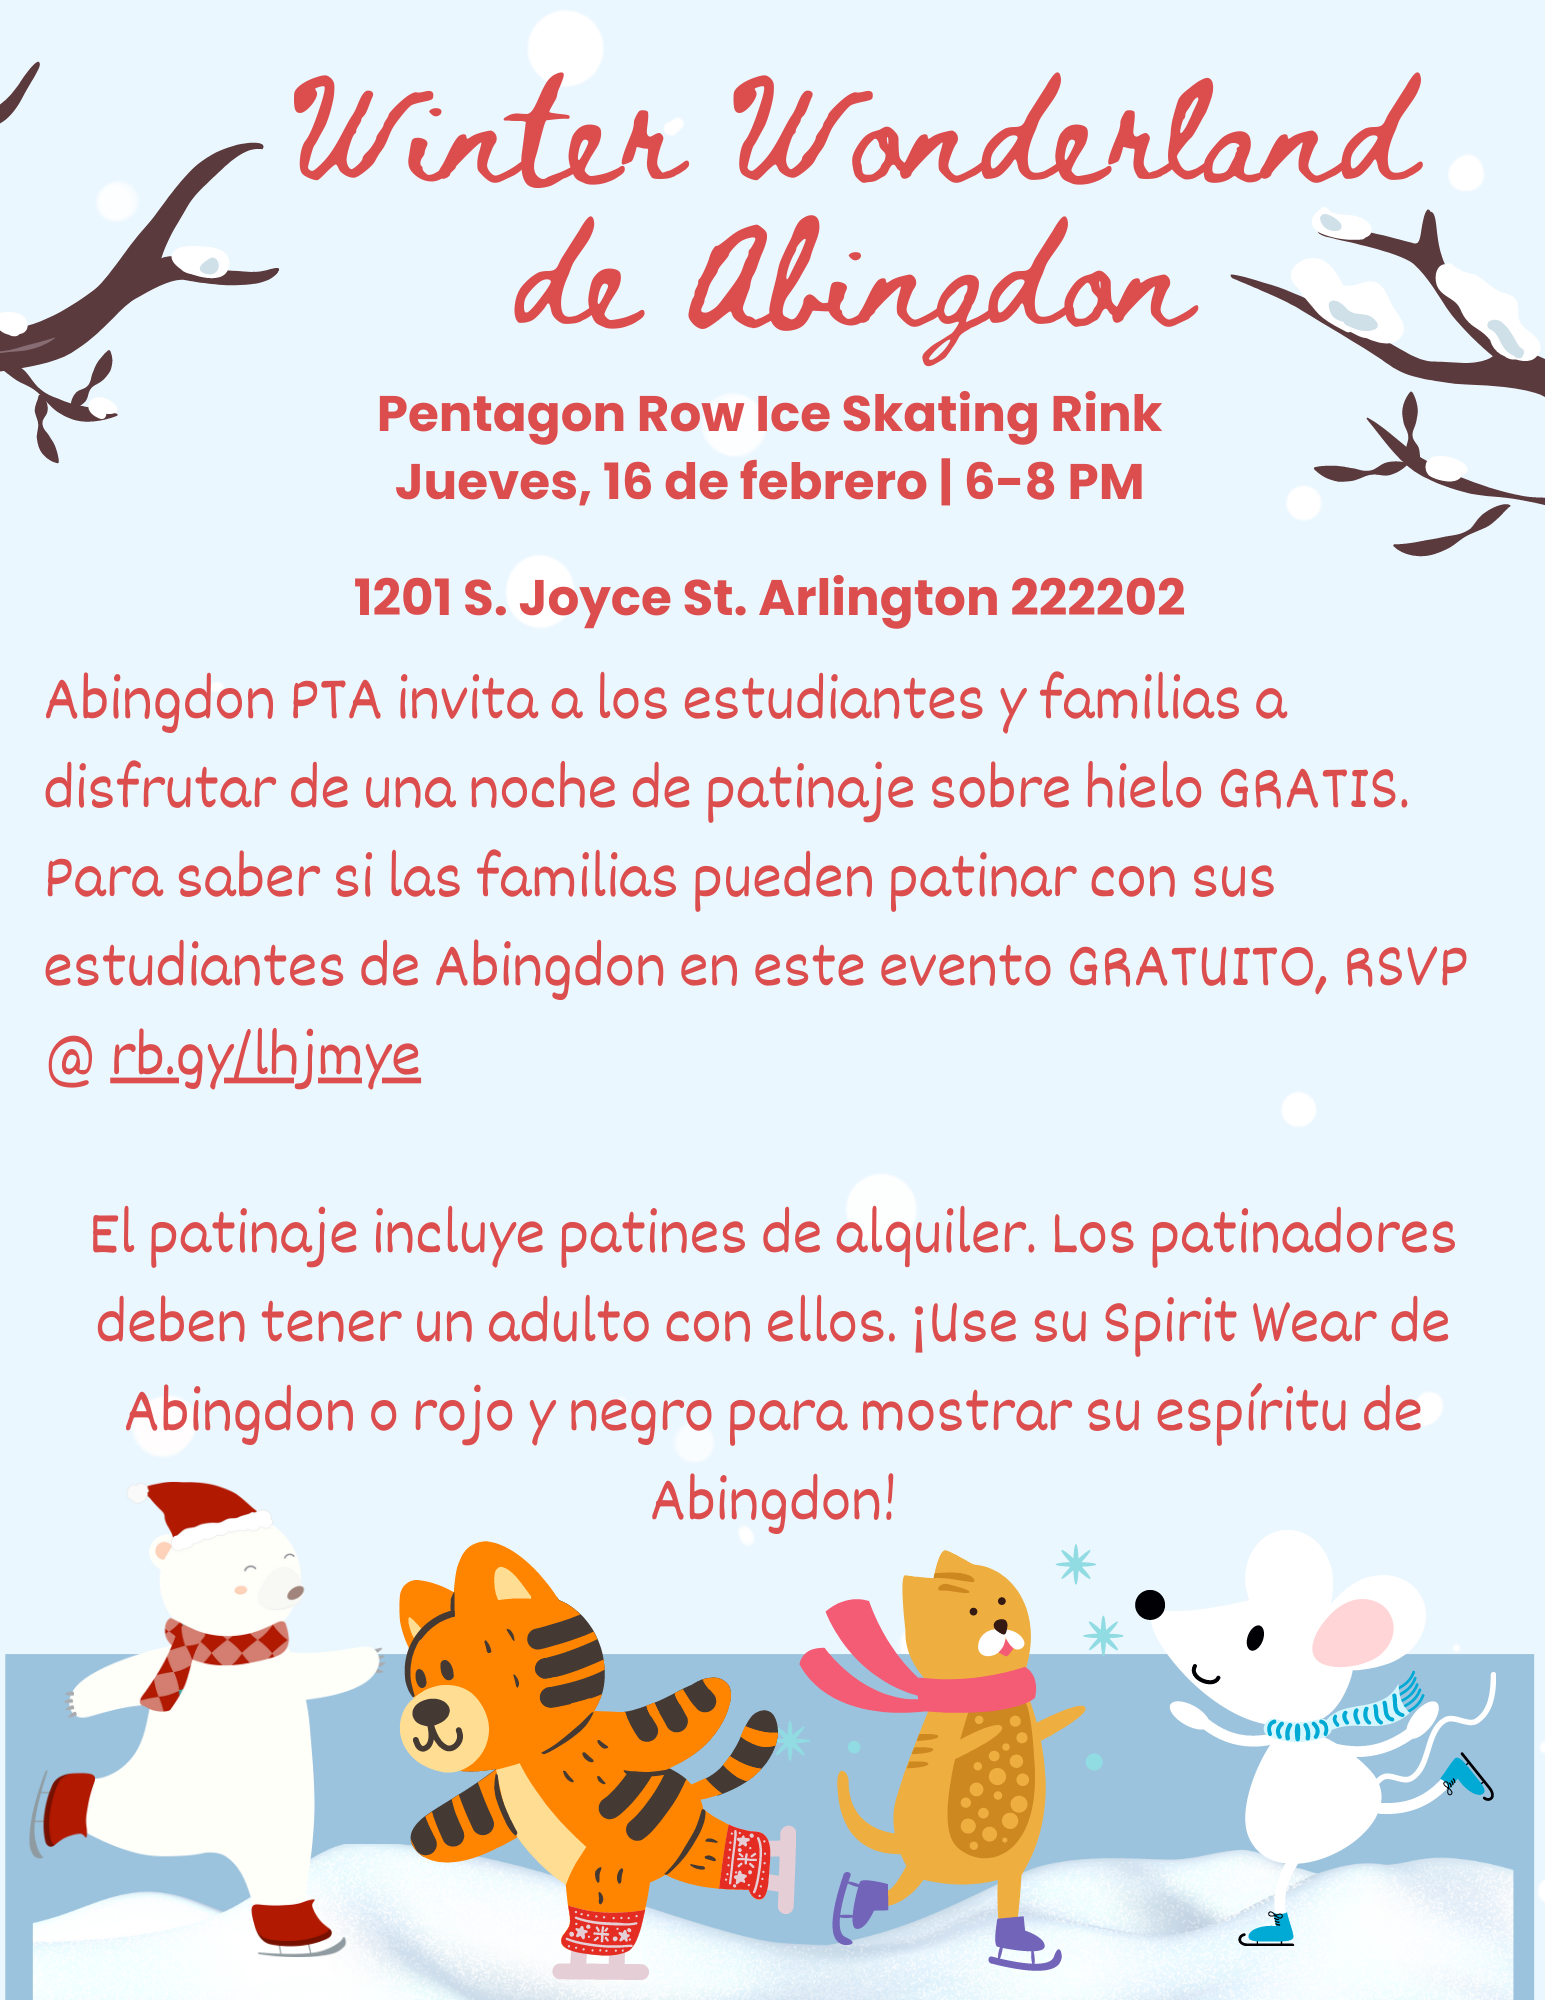 Winter Wonderland
de Abingdon
Pentagon Row Ice Skating Rink
Jueves, 16 de febrero | 6-8 PM
1201 S. Joyce St. Arlington 222202
Abingdon PTA invita a los estudiantes y familias a
disfrutar de una noche de patinaje sobre hielo GRATIS.
Para saber si las familias pueden patinar con sus
estudiantes de Abingdon en este evento GRATUITO, RSVP
@ rb.gy/lhjmye
El patinaje incluye patines de alquiler. Los patinadores
deben tener un adulto con ellos. ¡Use su Spirit Wear de
Abingdon o rojo y negro para mostrar su espíritu de
Abingdon!